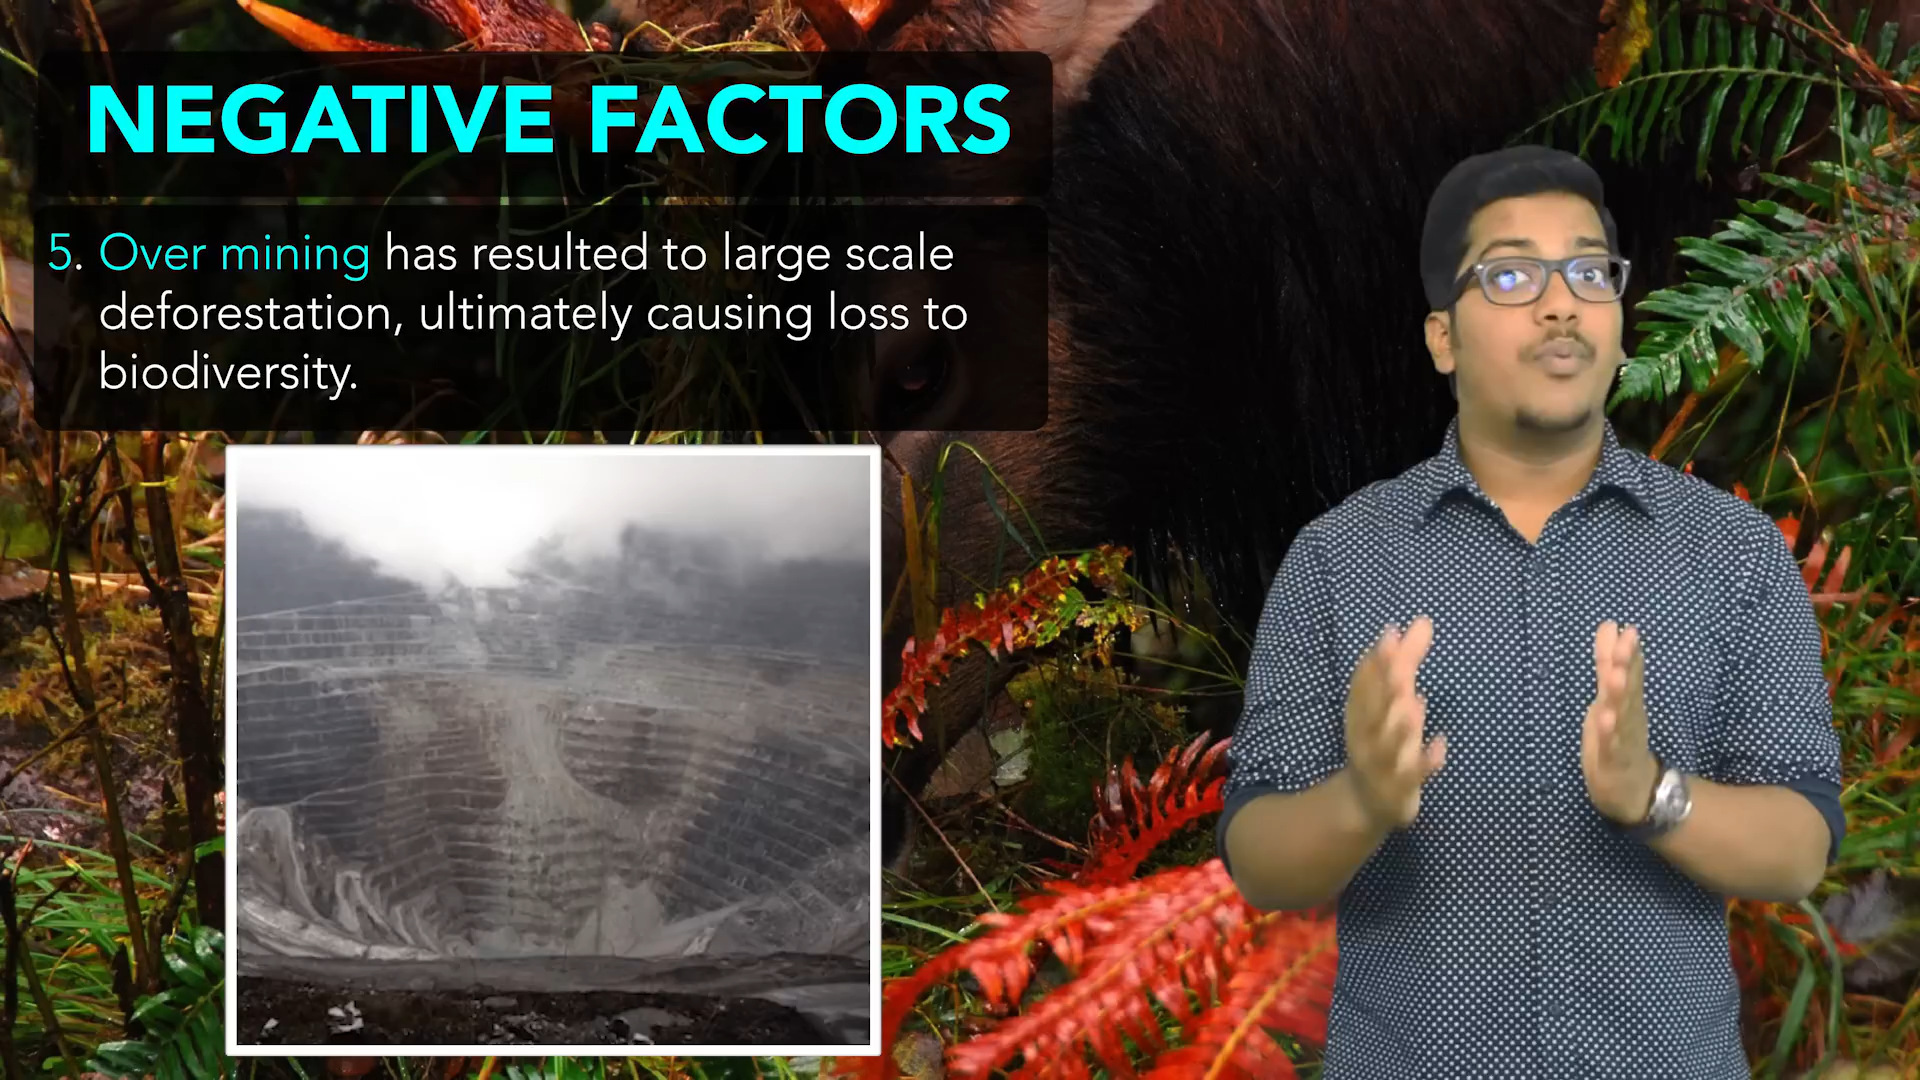 NEGATIVE FACTORS
5. Over mining has resulted to large scale
deforestation, ultimately causing loss to
biodiversity.